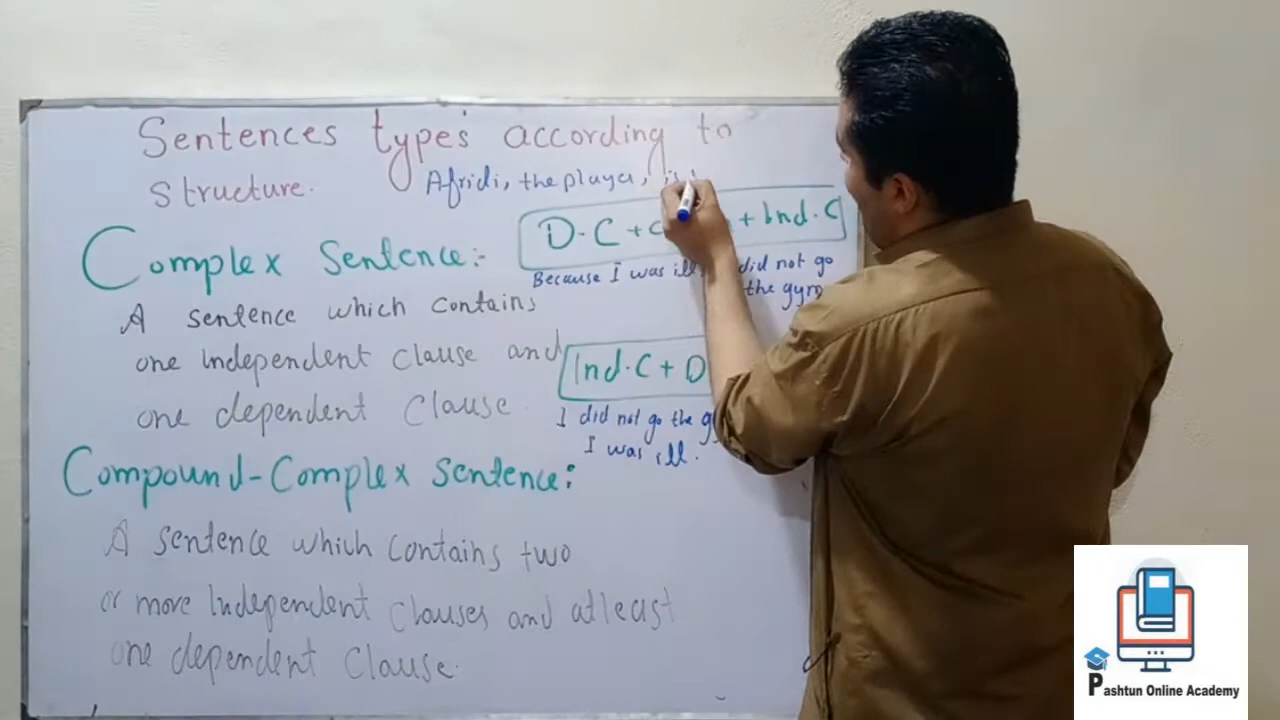 Sentences types according to
structure.
Afridi, the player, is
Complex Sentence:-
D.C + c + Ind.C
Because I was ill, did not go
the gym
A sentence which contains
one independent clause and
one dependent clause.
Ind.C + D
I did not go the g
I was ill.
Compound-Complex sentence:
A sentence which contains two
or more independent clauses and atleast
one dependent clause.
Pashtun Online Academy